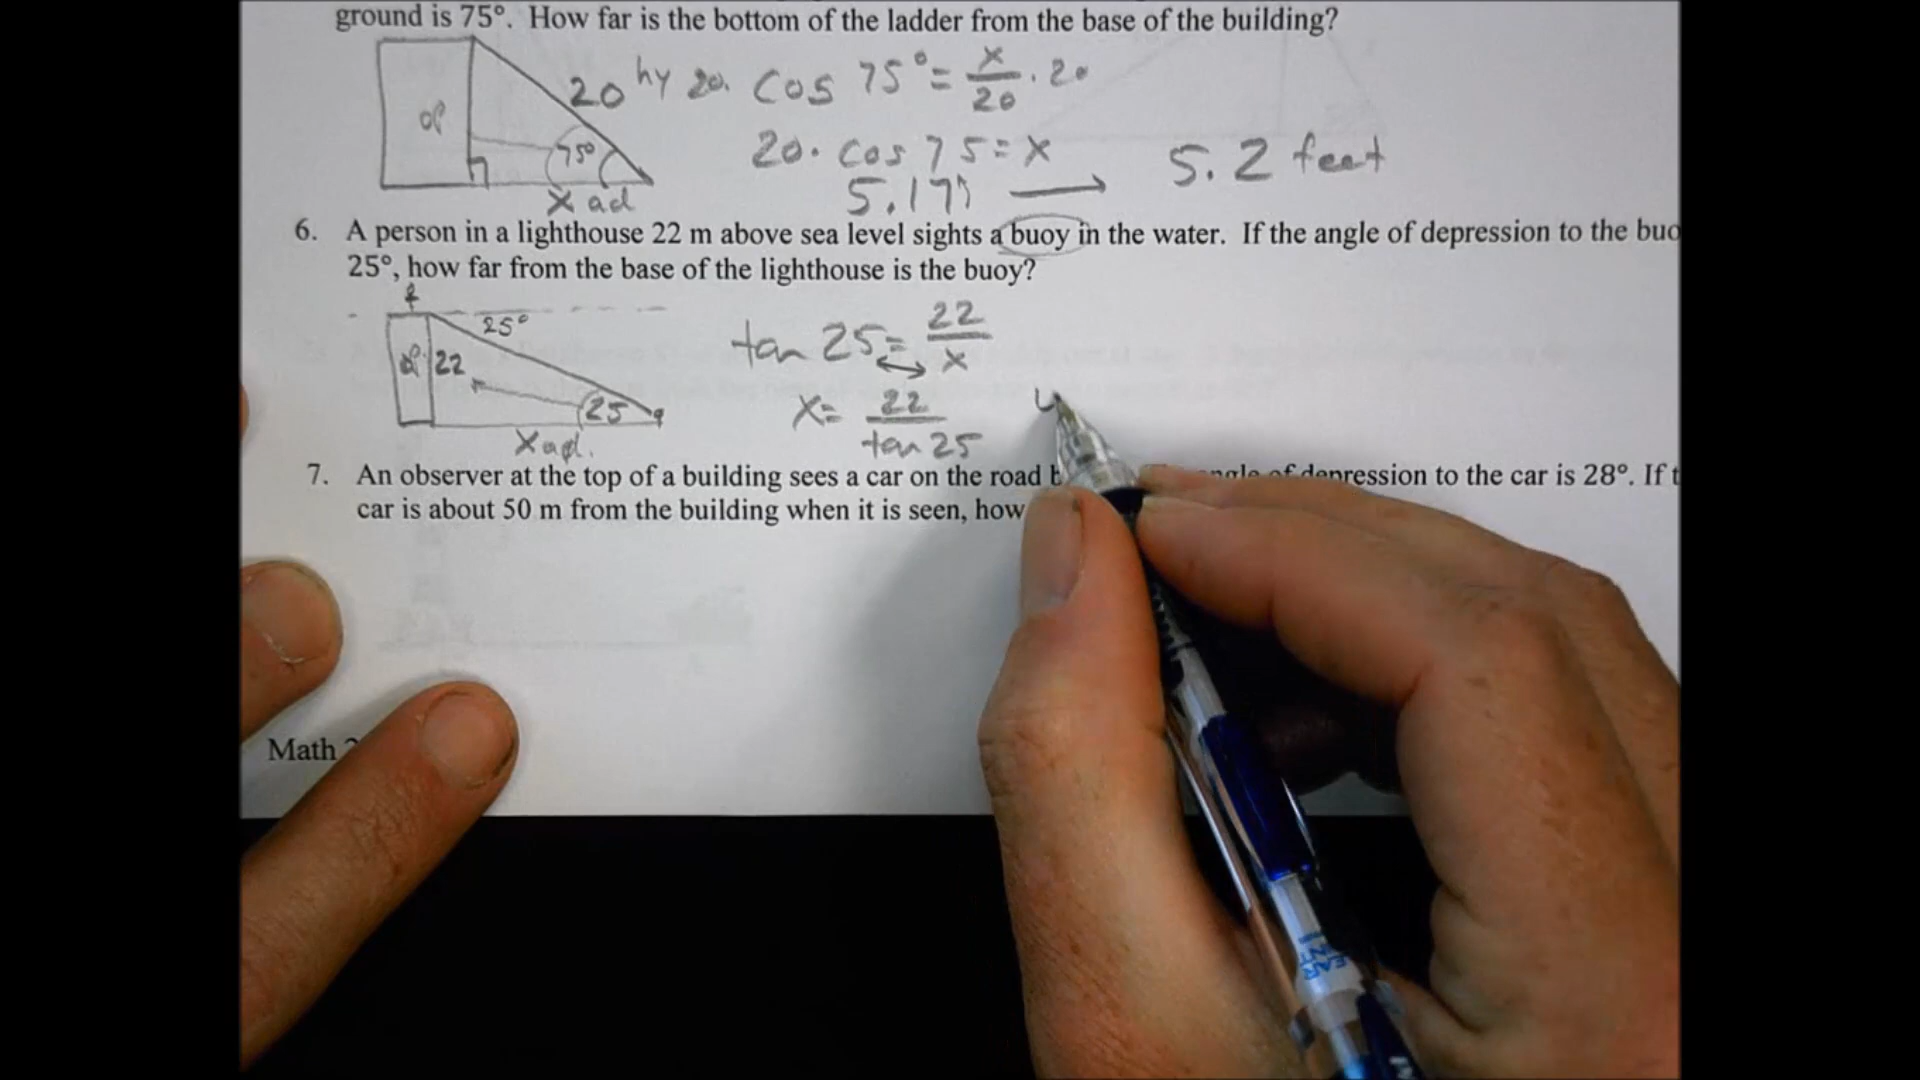 ground is 75°. How far is the bottom of the ladder from the base of the building?
20 hy 20. cos 75° = x/20 · 20
op
75°
20. cos 75 = x
5.177 → 5.2 feet
x ad
6. A person in a lighthouse 22 m above sea level sights a buoy in the water. If the angle of depression to the buo
25°, how far from the base of the lighthouse is the buoy?
25°
tan 25 = 22/x
op 22
25
x = 22/tan 25
x ad.
7. An observer at the top of a building sees a car on the road b angle of depression to the car is 28°. If t
car is about 50 m from the building when it is seen, how
Math